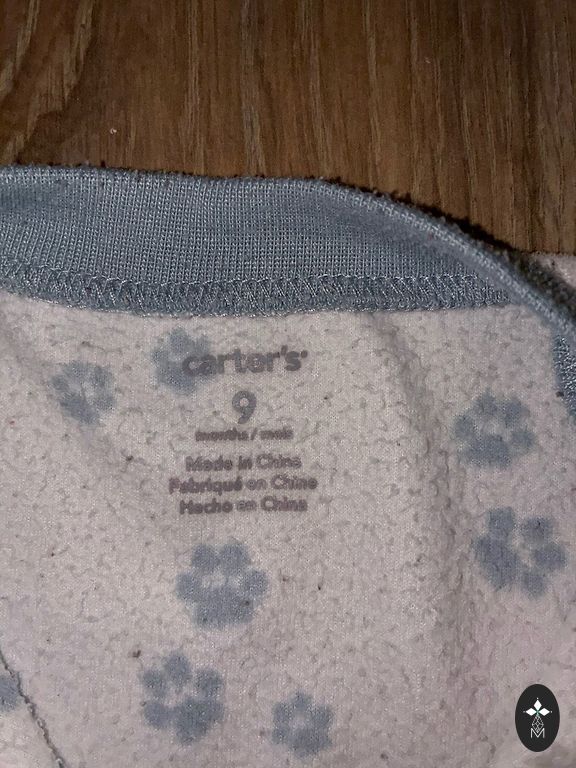 carter's®
9
months / mois
Made in China
Fabriqué en Chine
Hecho en China
M